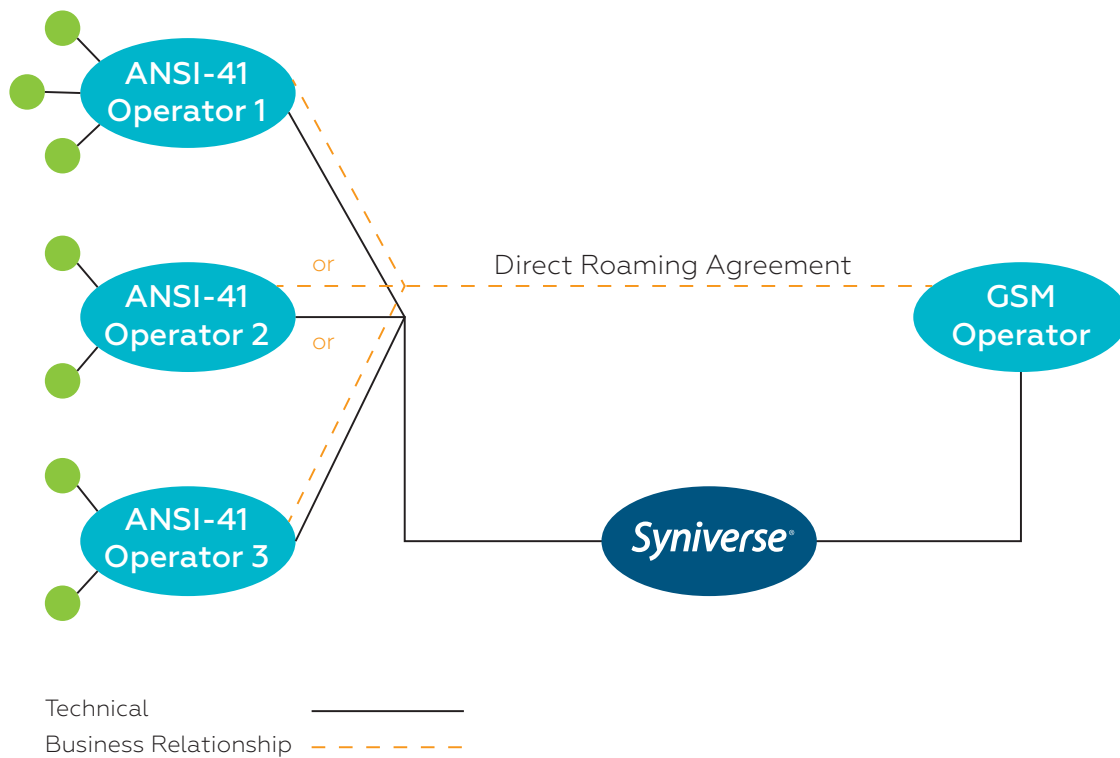 ANSI-41
Operator 1
or
Direct Roaming Agreement
ANSI-41
Operator 2
or
GSM
Operator
ANSI-41
Operator 3
Syniverse®
Technical
Business Relationship